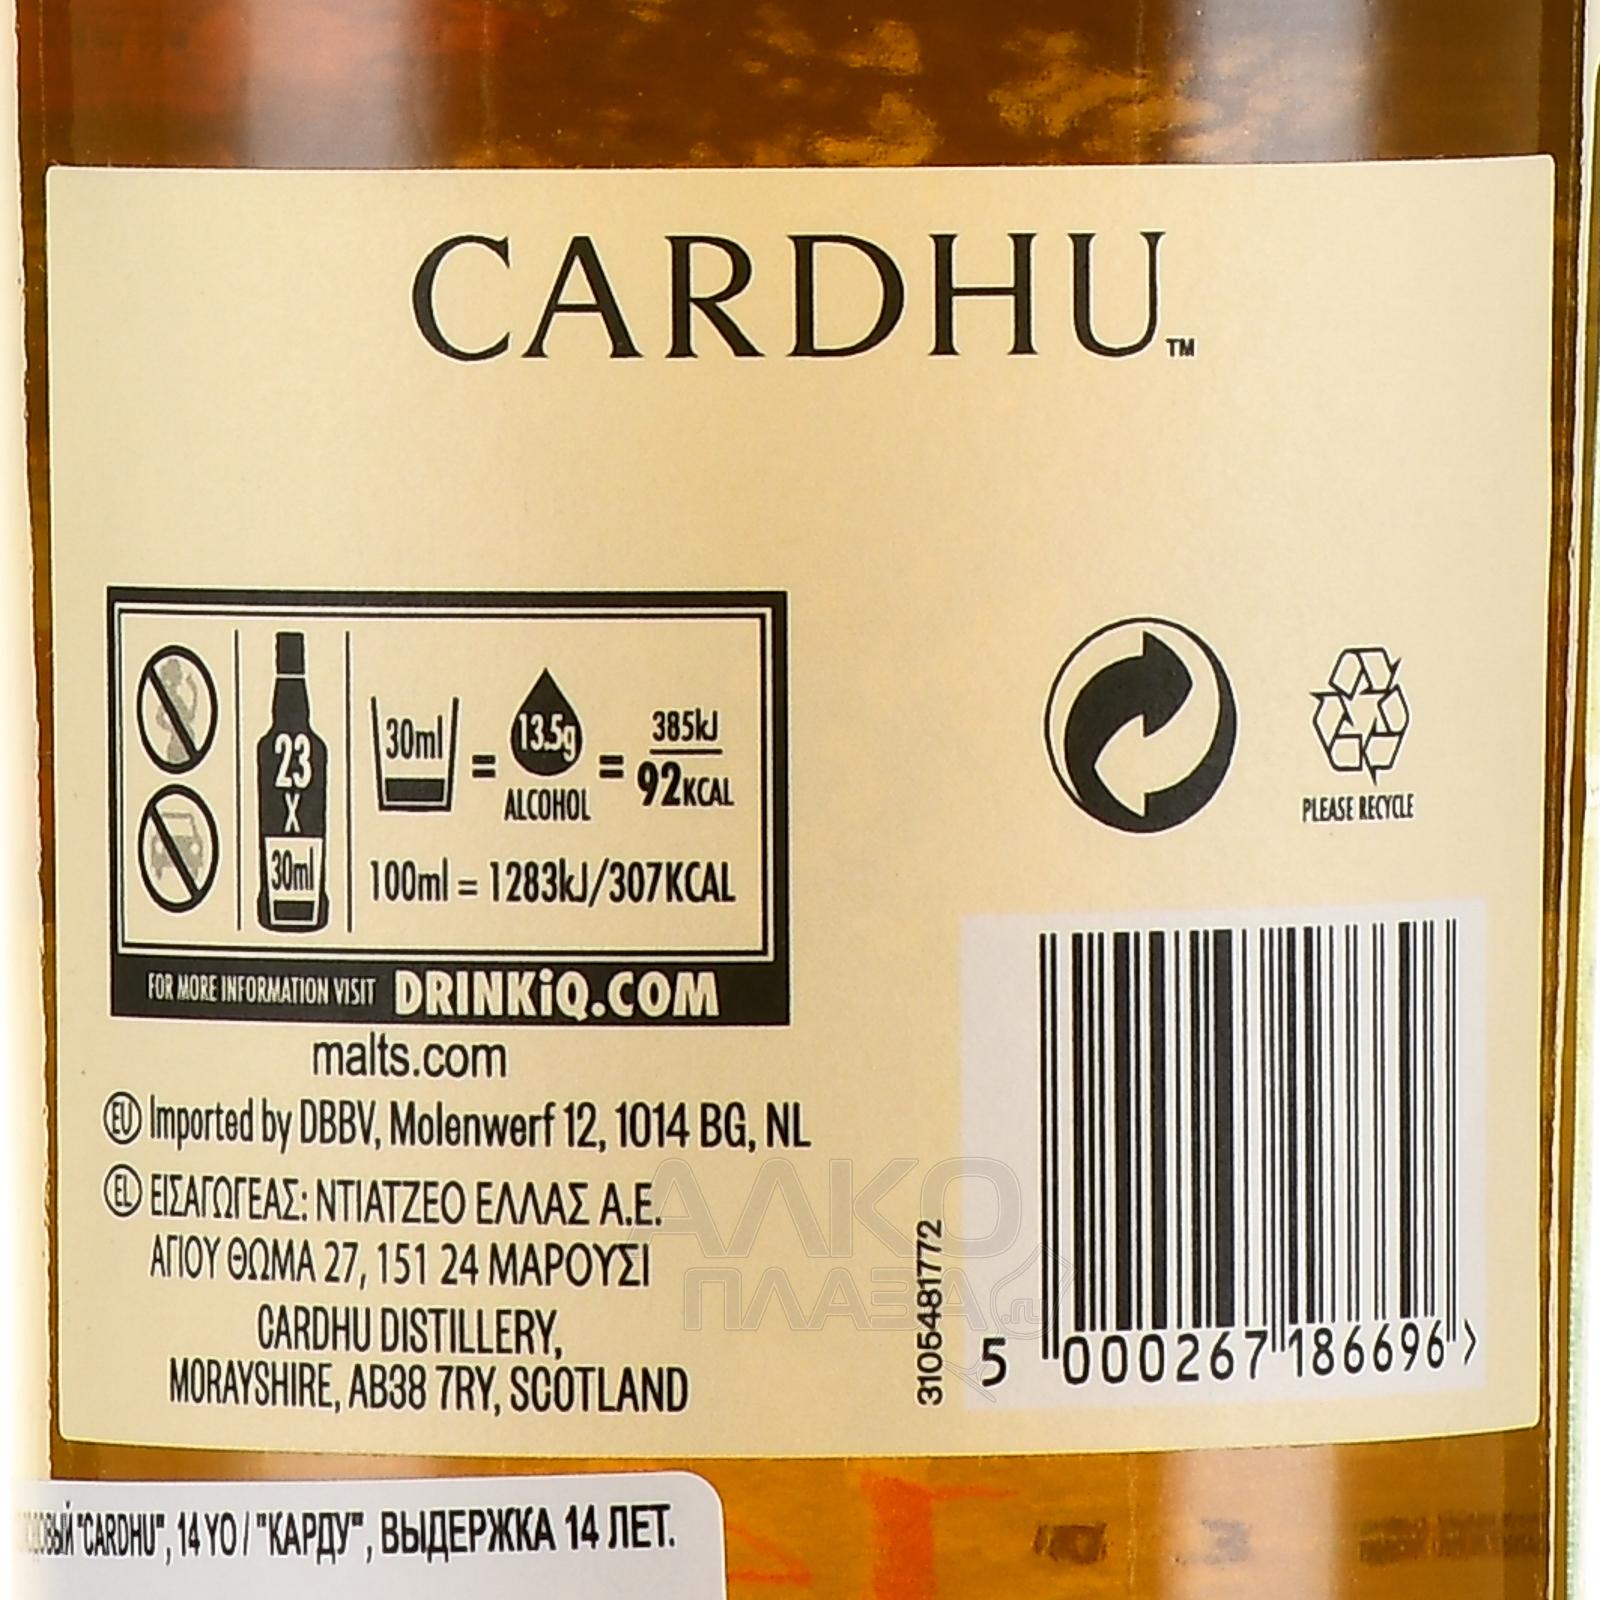 CARDHU™
23
X
30ml
30ml = 13.5g = 385kJ
ALCOHOL 92KCAL
100ml = 1283kJ/307KCAL
FOR MORE INFORMATION VISIT DRINKiQ.COM
malts.com
EU Imported by DBBV, Molenwerf 12, 1014 BG, NL
EL ΕΙΣΑΓΩΓΕΑΣ: ΝΤΙΑΤΖΕΟ ΕΛΛΑΣ Α.Ε.
ΑΓΙΟΥ ΘΩΜΑ 27, 151 24 ΜΑΡΟΥΣΙ
CARDHU DISTILLERY,
MORAYSHIRE, AB38 7RY, SCOTLAND
PLEASE RECYCLE
3105481772
5 000267 186696 >
АЛКО
ПЛАЗА.ru
"CARDHU", 14 YO / "КАРДУ", ВЫДЕРЖКА 14 ЛЕТ.